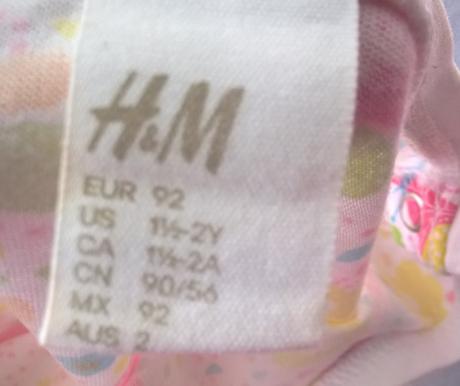 H&M
EUR 92
US 1½-2Y
CA 1½-2A
CN 90/56
MX 92
AUS 2